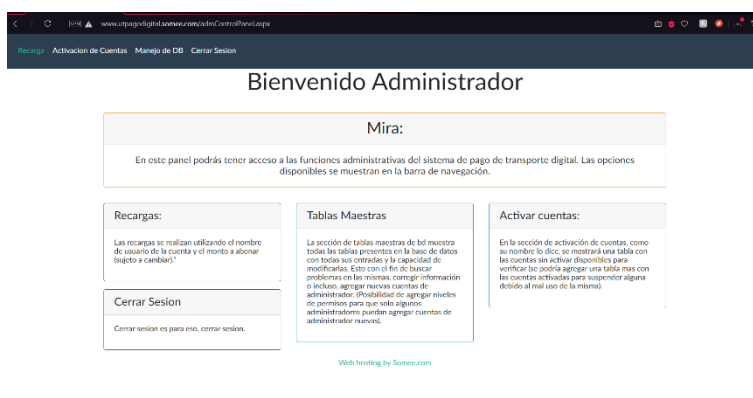 www.utpagodigital.somee.com/admControlPanel.aspx
Recarga Activacion de Cuentas Manejo de DB Cerrar Sesion
Bienvenido Administrador
Mira:
En este panel podrás tener acceso a las funciones administrativas del sistema de pago de transporte digital. Las opciones
disponibles se muestran en la barra de navegación.
Recargas:
Las recargas se realizan utilizando el nombre
de usuario de la cuenta y el monto a abonar
(sujeto a cambiar)."
Cerrar Sesion
Cerrar sesion es para eso, cerrar sesion.
Tablas Maestras
La sección de tablas maestras de bd muestra
todas las tablas presentes en la base de datos
con todas sus entradas y la capacidad de
modificarlas. Esto con el fin de buscar
problemas en las mismas, corregir información
o incluso, agregar nuevas cuentas de
administrador. (Posibilidad de agregar niveles
de permisos para que solo algunos
administradores puedan agregar cuentas de
administrador nuevas).
Activar cuentas:
En la sección de activación de cuentas, como
su nombre lo dice, se mostrará una tabla con
las cuentas sin activar disponibles para
verificar (se podría agregar una tabla mas con
las cuentas activadas para suspender alguna
debido al mal uso de la misma).
Web hosting by Somee.com